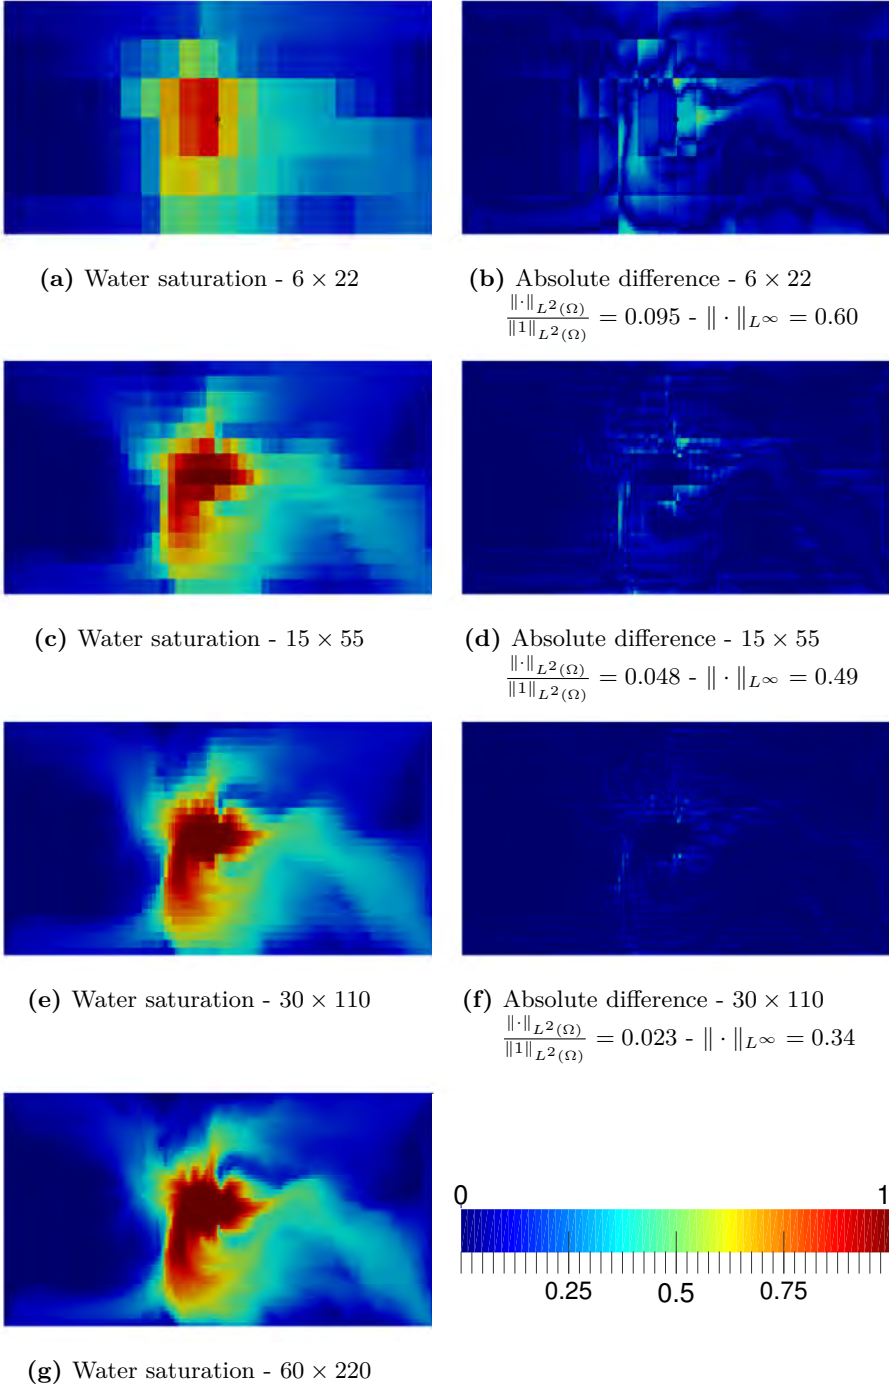 (a) Water saturation - 6 × 22
(b) Absolute difference - 6 × 22
‖·‖_{L²(Ω)} / ‖1‖_{L²(Ω)} = 0.095 - ‖ · ‖_{L^∞} = 0.60
(c) Water saturation - 15 × 55
(d) Absolute difference - 15 × 55
‖·‖_{L²(Ω)} / ‖1‖_{L²(Ω)} = 0.048 - ‖ · ‖_{L^∞} = 0.49
(e) Water saturation - 30 × 110
(f) Absolute difference - 30 × 110
‖·‖_{L²(Ω)} / ‖1‖_{L²(Ω)} = 0.023 - ‖ · ‖_{L^∞} = 0.34
0 1
0.25 0.5 0.75
(g) Water saturation - 60 × 220